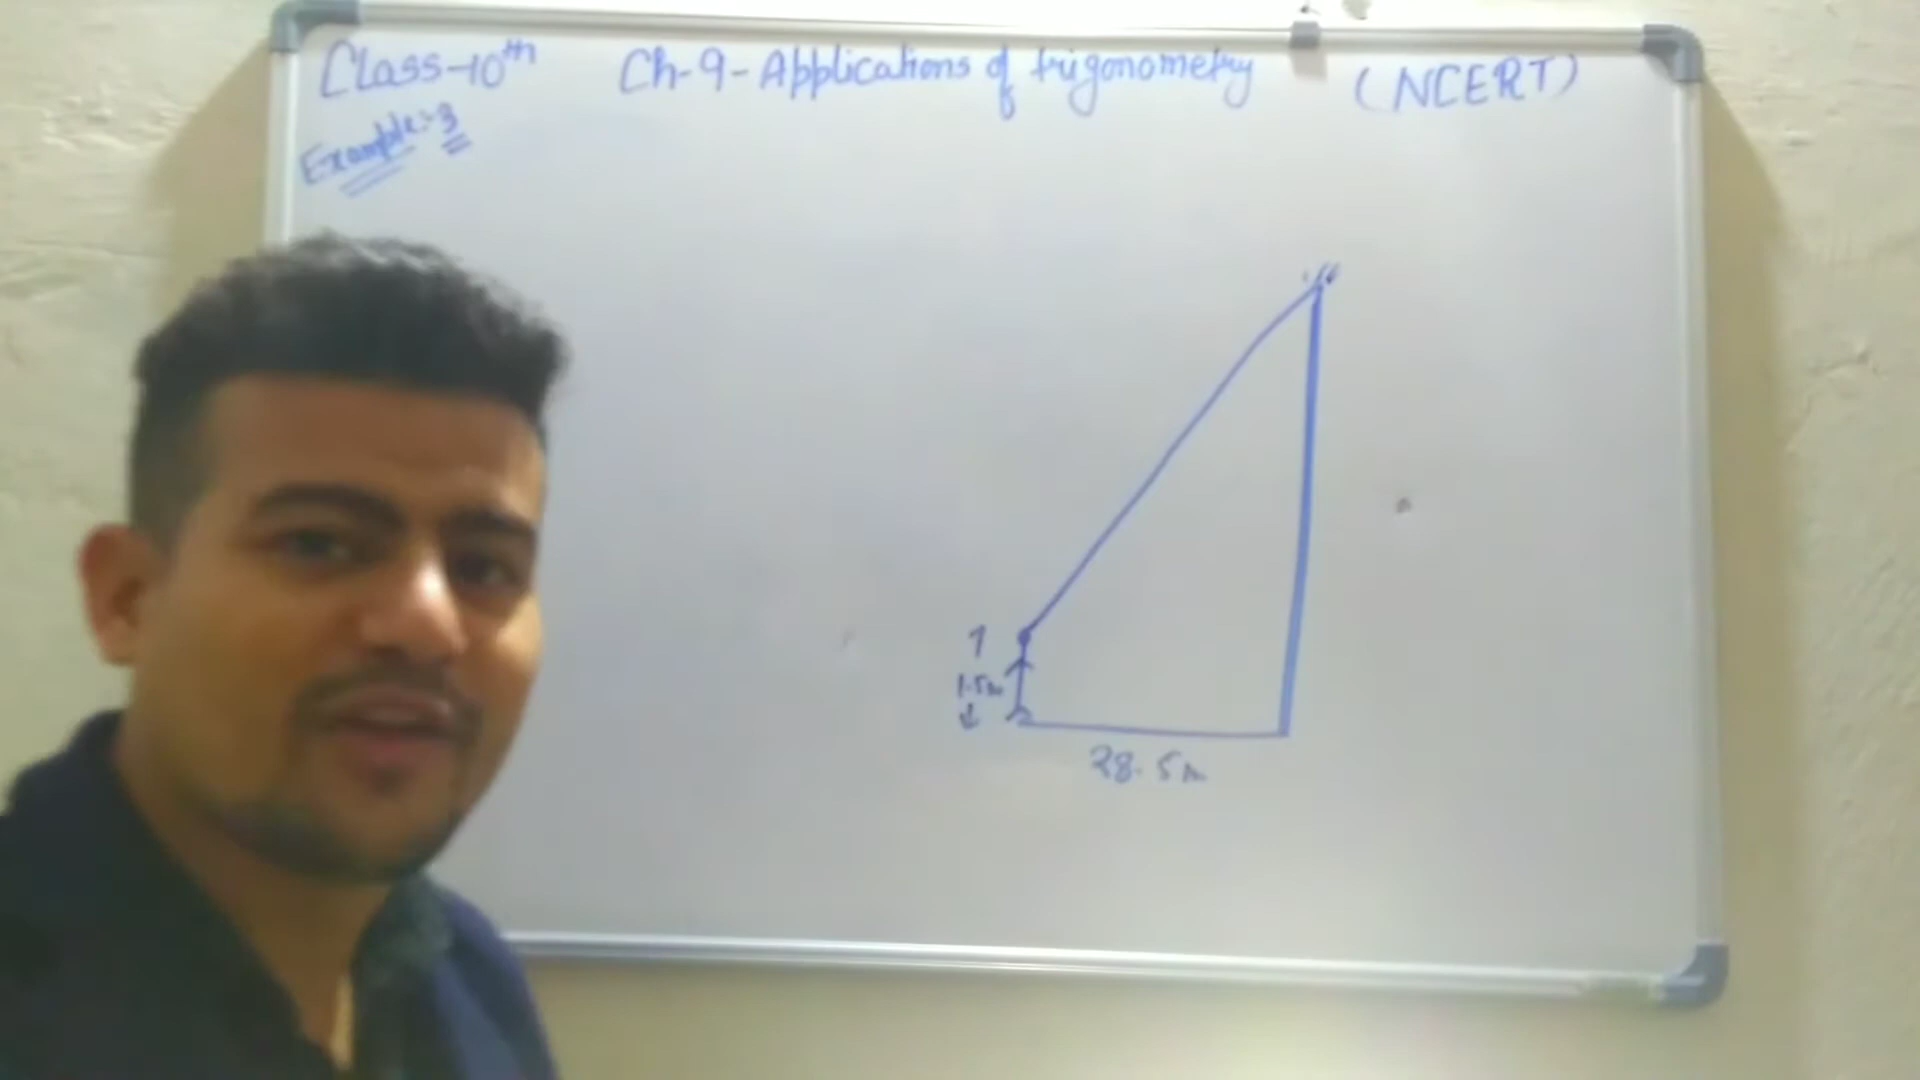 Class-10th Ch-9-Applications of trigonometry (NCERT)
Example:-3
1.5m
28.5m